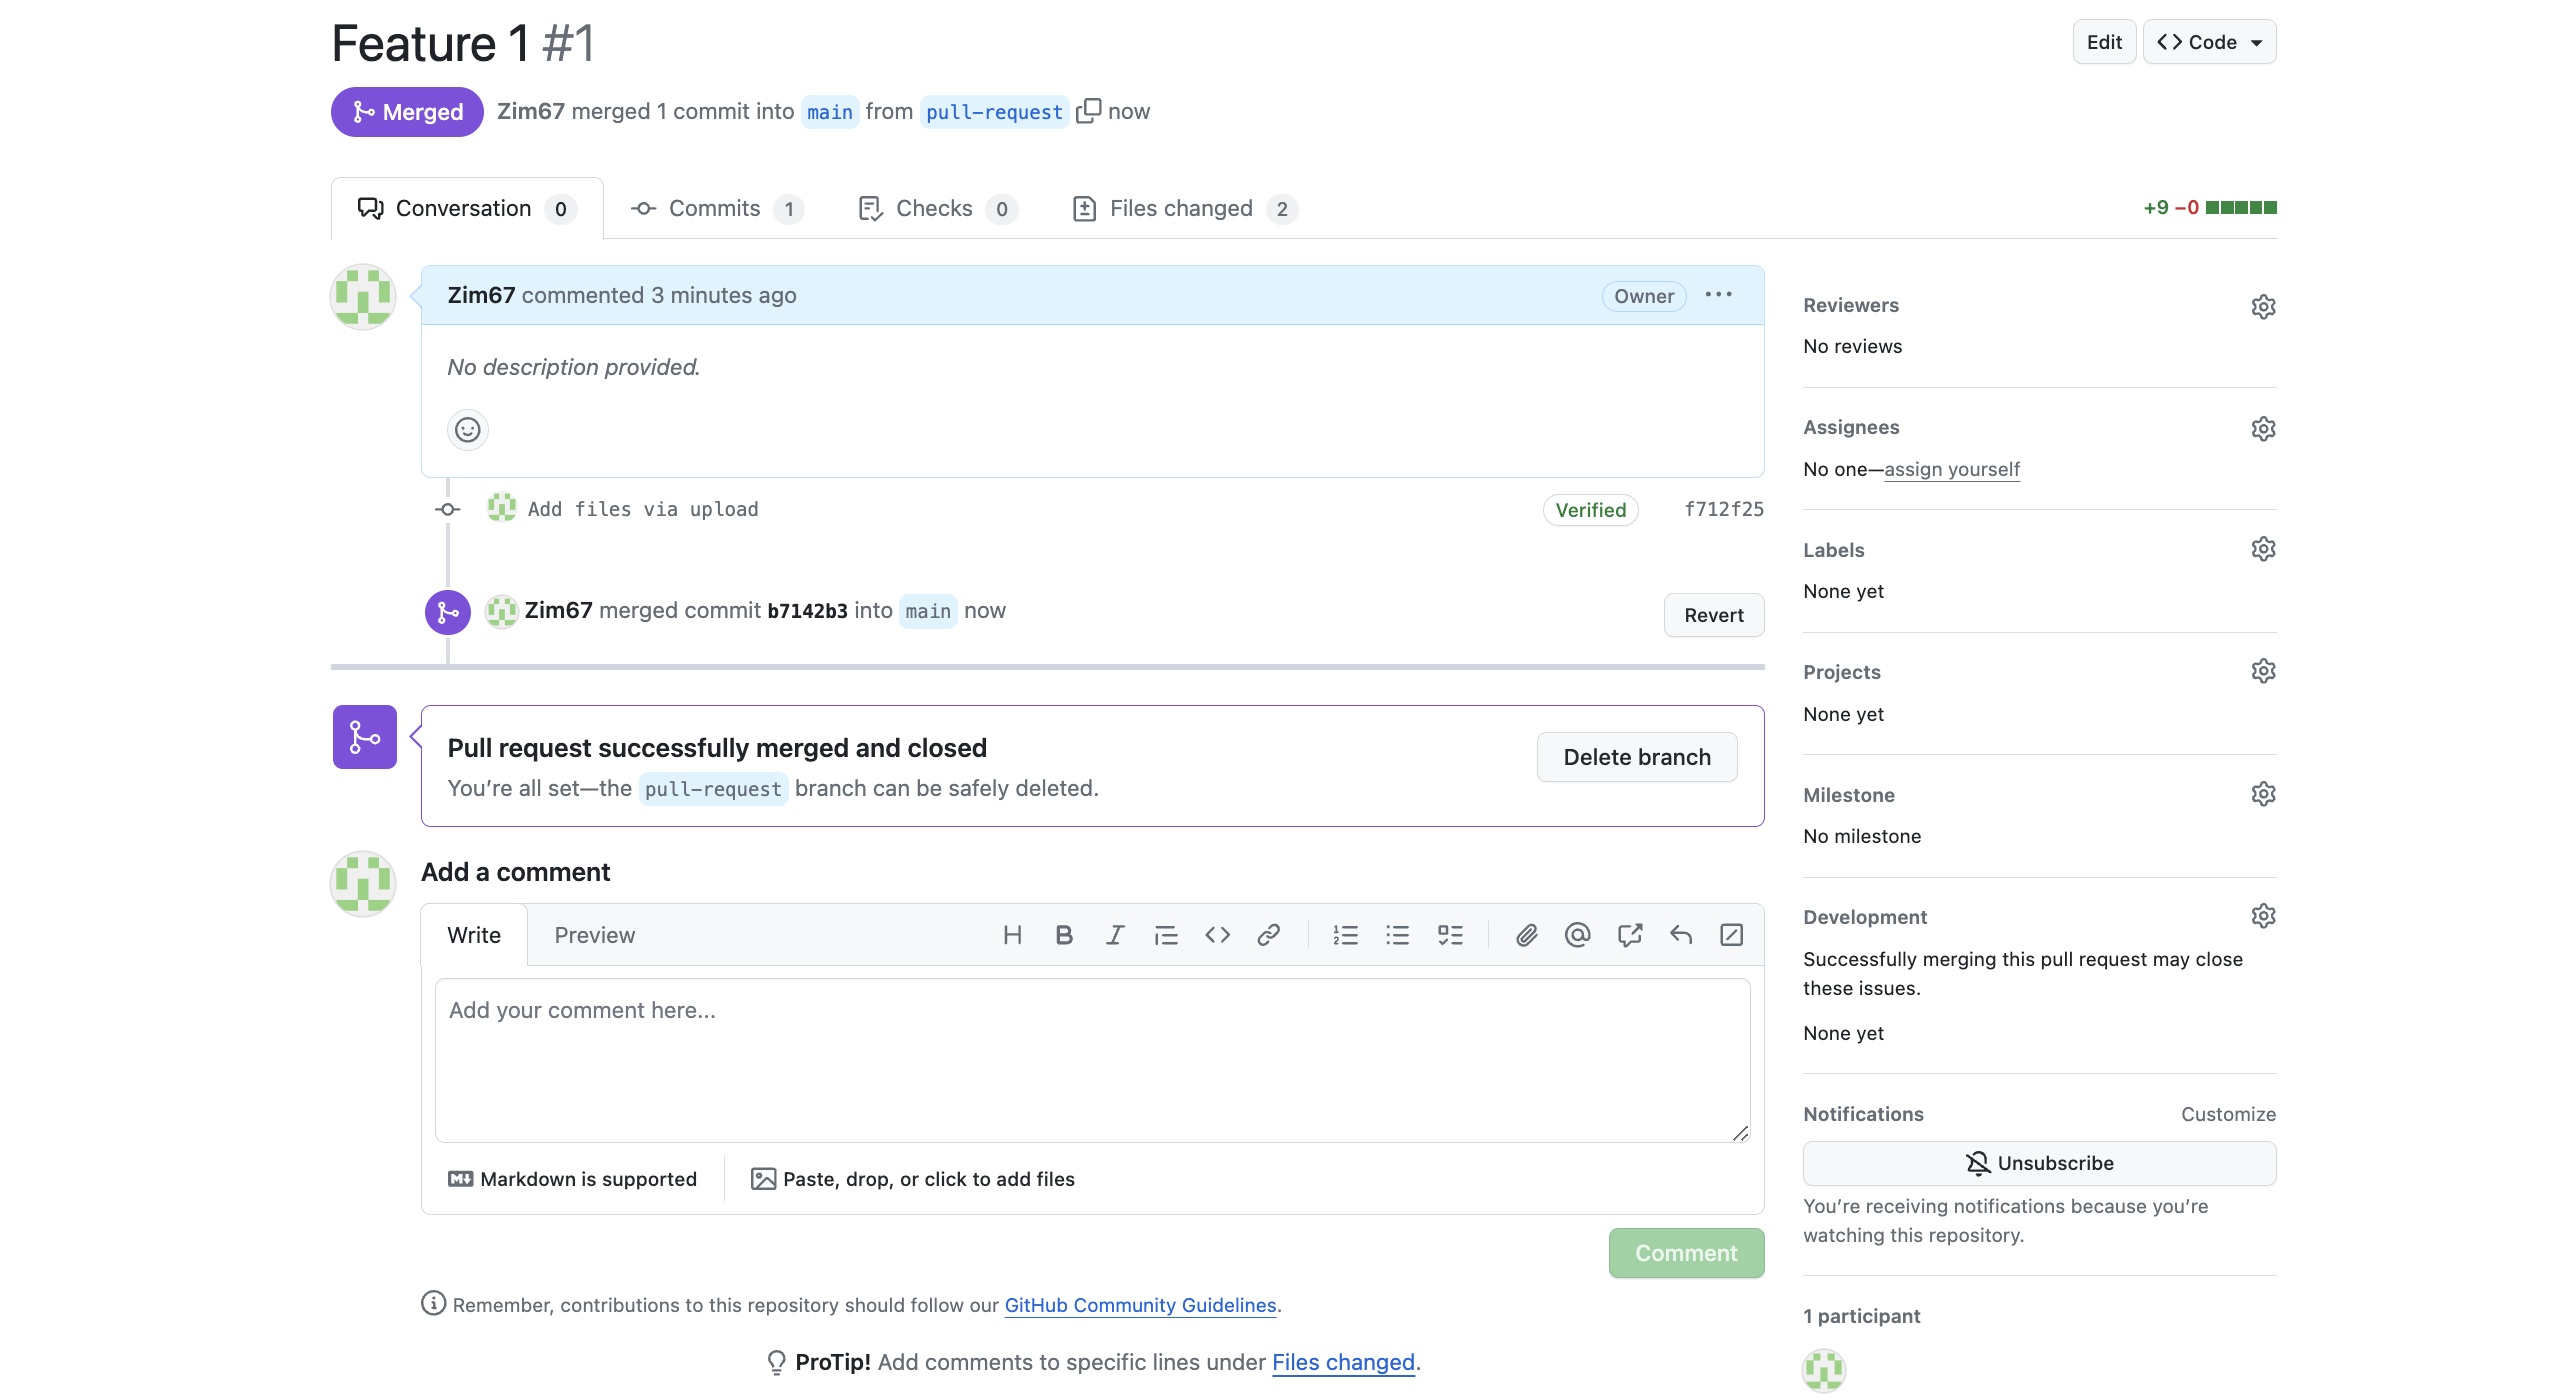 Feature 1 #1
Edit
Code
Merged
Zim67 merged 1 commit into main from pull-request now
Conversation 0
Commits 1
Checks 0
Files changed 2
+9 −0
Zim67 commented 3 minutes ago
Owner
No description provided.
Add files via upload
Verified
f712f25
Zim67 merged commit b7142b3 into main now
Revert
Pull request successfully merged and closed
You're all set—the pull-request branch can be safely deleted.
Delete branch
Add a comment
Write
Preview
Add your comment here...
Markdown is supported
Paste, drop, or click to add files
Comment
Remember, contributions to this repository should follow our GitHub Community Guidelines.
ProTip! Add comments to specific lines under Files changed.
Reviewers
No reviews
Assignees
No one—assign yourself
Labels
None yet
Projects
None yet
Milestone
No milestone
Development
Successfully merging this pull request may close
these issues.
None yet
Notifications
Customize
Unsubscribe
You're receiving notifications because you're
watching this repository.
1 participant